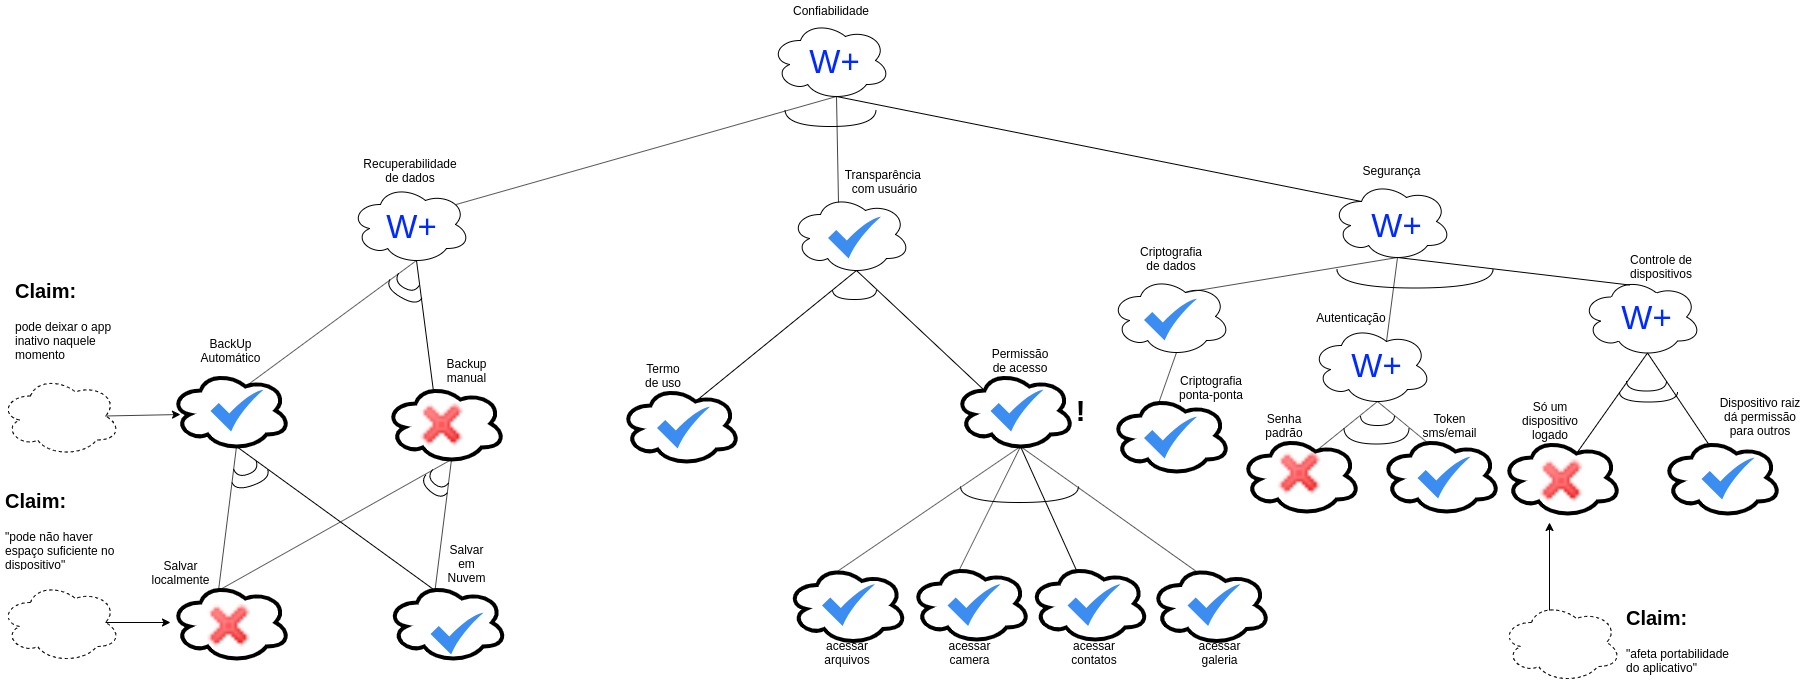 Confiabilidade
W+
Recuperabilidade
de dados
W+
Transparência
com usuário
Segurança
W+
Criptografia
de dados
Controle de
dispositivos
W+
Autenticação
W+
Claim:
pode deixar o app
inativo naquele
momento
BackUp
Automático
Backup
manual
Termo
de uso
Permissão
de acesso
!
Criptografia
ponta-ponta
Senha
padrão
Token
sms/email
Só um
dispositivo
logado
Dispositivo raiz
dá permissão
para outros
Claim:
"pode não haver
espaço suficiente no
dispositivo"
Salvar
localmente
Salvar
em
Nuvem
acessar
arquivos
acessar
camera
acessar
contatos
acessar
galeria
Claim:
"afeta portabilidade
do aplicativo"